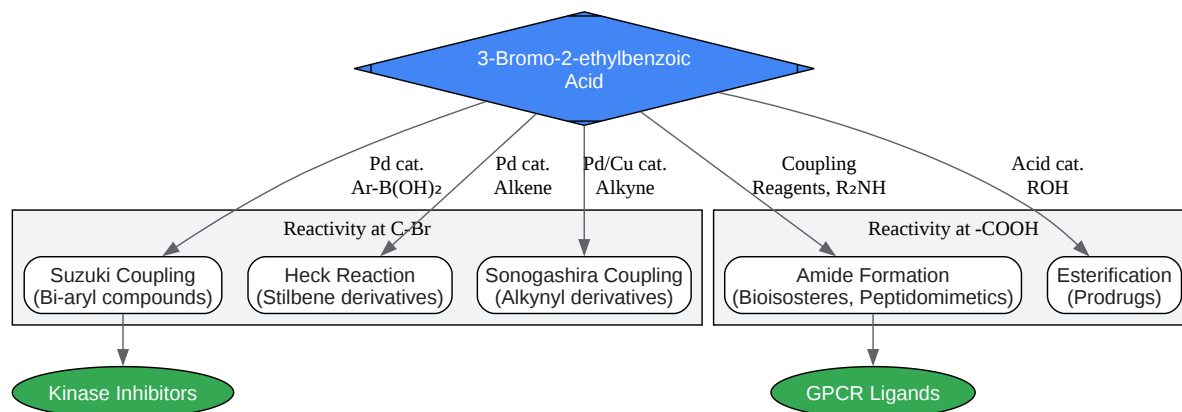 3-Bromo-2-ethylbenzoic
Acid
Pd cat.
Ar-B(OH)₂
Pd cat.
Alkene
Pd/Cu cat.
Alkyne
Coupling
Reagents, R₂NH
Acid cat.
ROH
Reactivity at C-Br
Reactivity at -COOH
Suzuki Coupling
(Bi-aryl compounds)
Heck Reaction
(Stilbene derivatives)
Sonogashira Coupling
(Alkynyl derivatives)
Amide Formation
(Bioisosteres, Peptidomimetics)
Esterification
(Prodrugs)
Kinase Inhibitors
GPCR Ligands